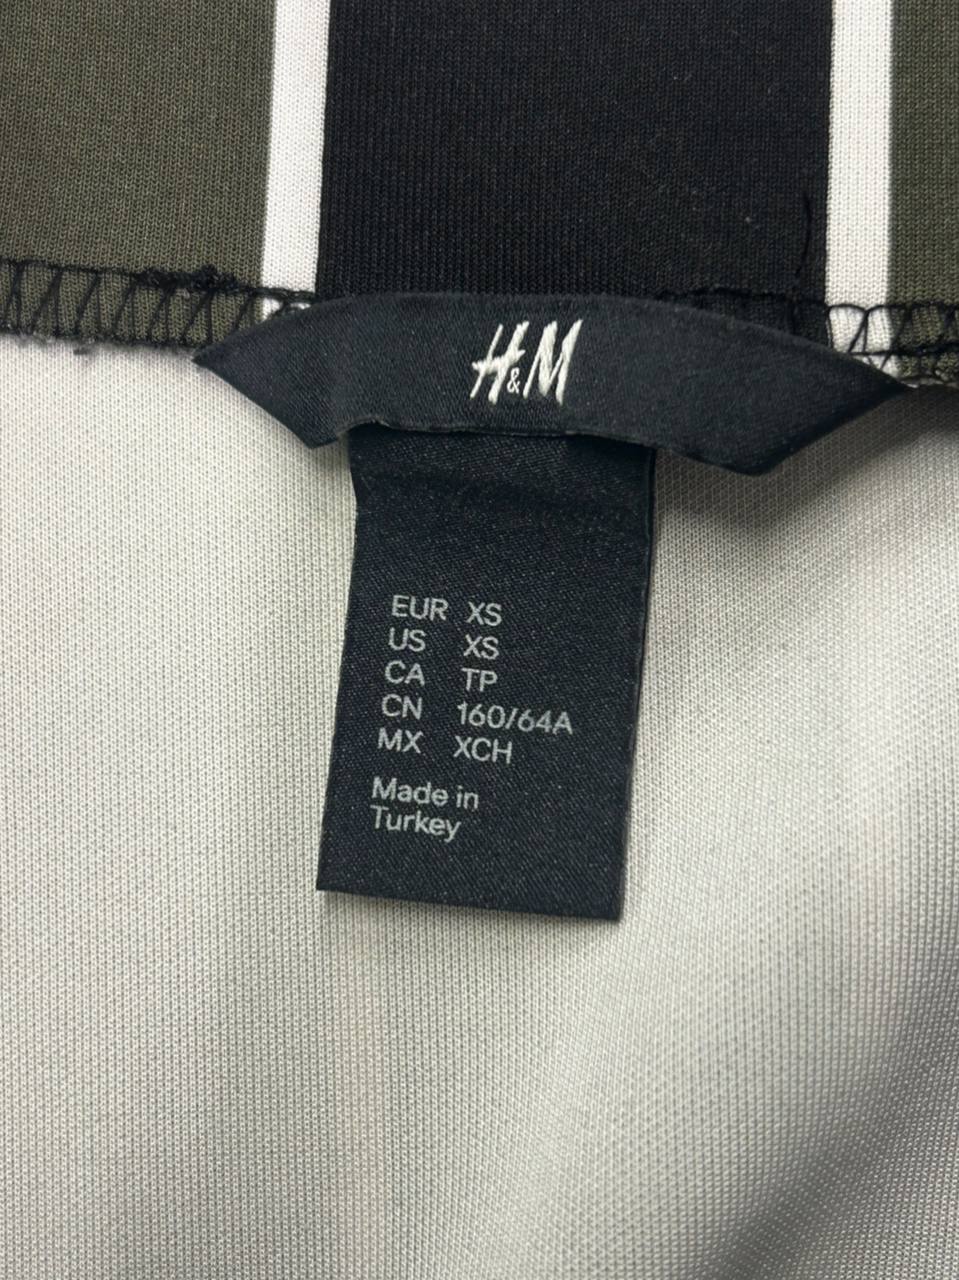 H&M
EUR XS
US XS
CA TP
CN 160/64A
MX XCH
Made in
Turkey